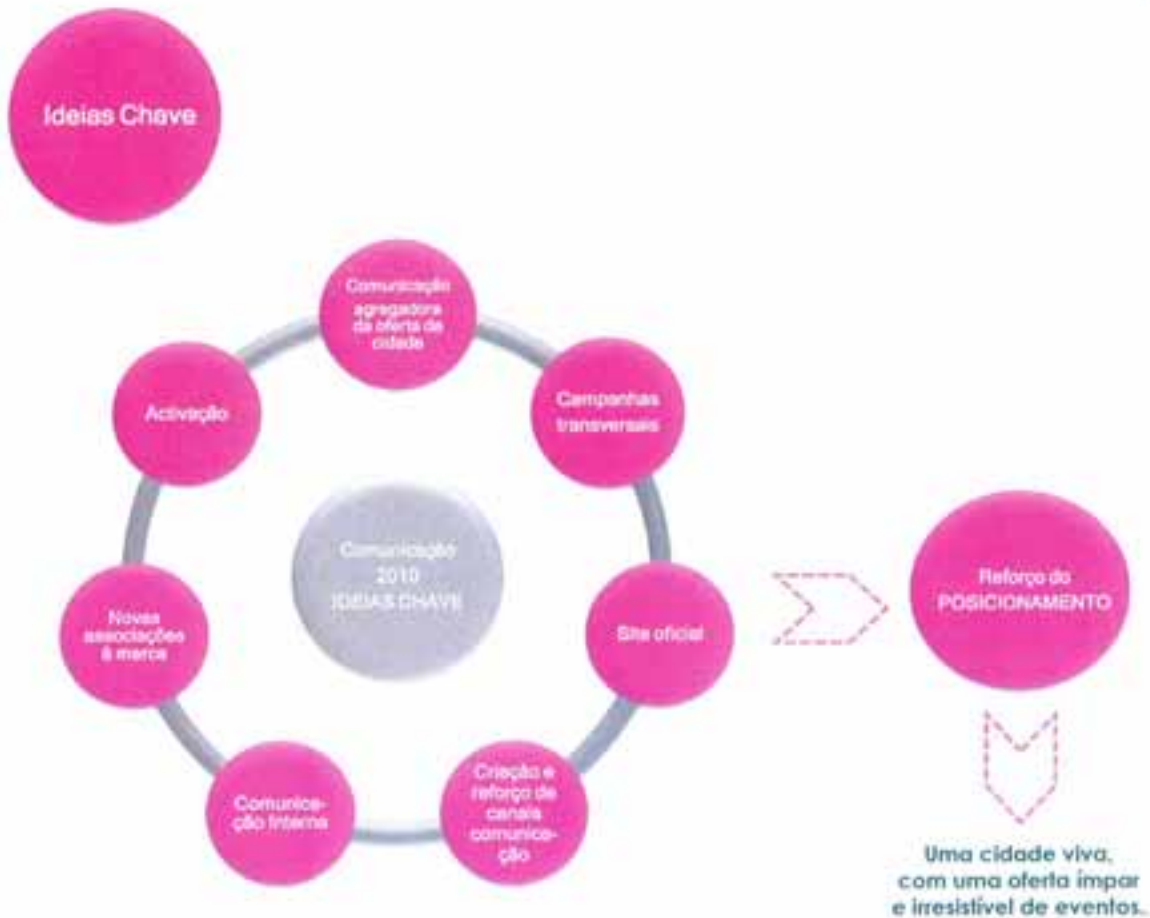 Ideias Chave
Comunicação
agregadora
da oferta da
cidade
Campanhas
transversais
Site oficial
Criação e
reforço de
canais
comunica-
ção
Comunica-
ção Interna
Novas
associações
à marca
Activação
Comunicação
2010
IDEIAS CHAVE
Reforço do
POSICIONAMENTO
Uma cidade viva,
com uma oferta ímpar
e irresistível de eventos.